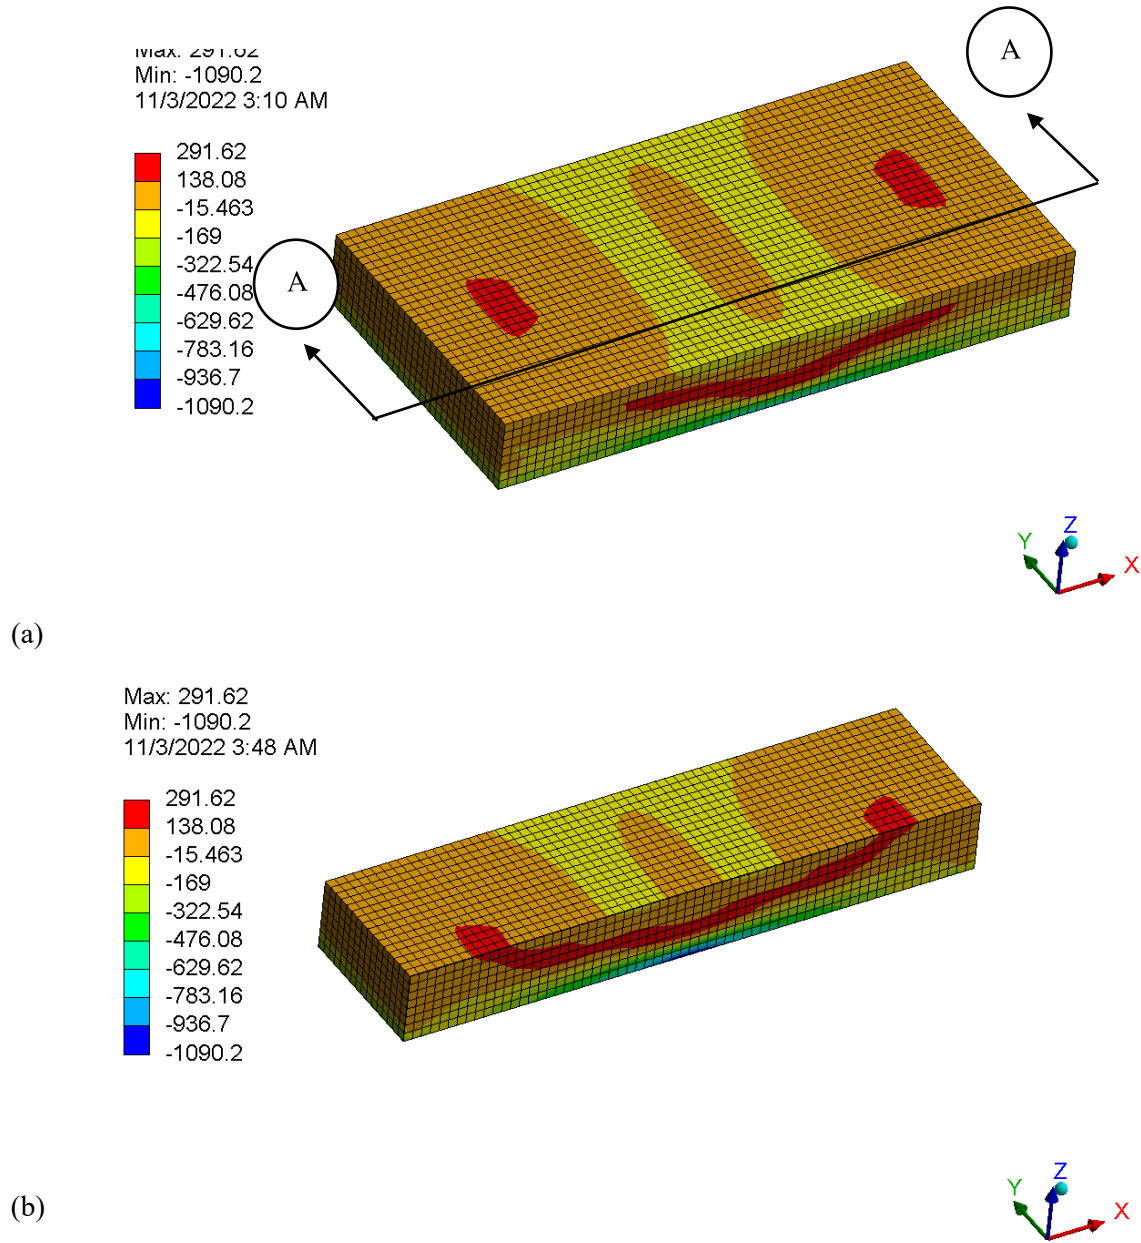 A
Max: 291.62
Min: -1090.2
11/3/2022 3:10 AM
291.62
138.08
-15.463
-169
-322.54
-476.08
-629.62
-783.16
-936.7
-1090.2
A
Z
Y
X
(a)
Max: 291.62
Min: -1090.2
11/3/2022 3:48 AM
291.62
138.08
-15.463
-169
-322.54
-476.08
-629.62
-783.16
-936.7
-1090.2
Z
Y
X
(b)